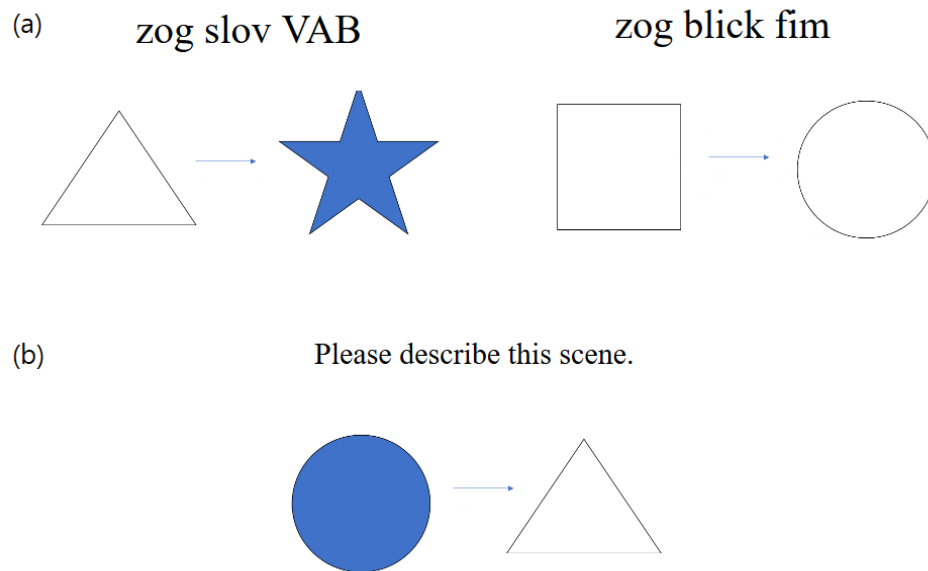 (a)
zog slov VAB
zog blick fim
(b)
Please describe this scene.